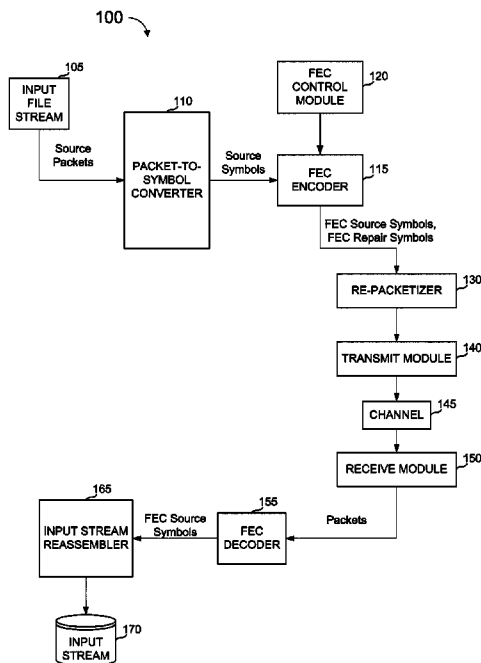 100
105
INPUT
FILE
STREAM
Source
Packets
110
PACKET-TO-
SYMBOL
CONVERTER
Source
Symbols
FEC
CONTROL
MODULE
120
FEC
ENCODER
115
FEC Source Symbols,
FEC Repair Symbols
RE-PACKETIZER
130
TRANSMIT MODULE
140
CHANNEL
145
RECEIVE MODULE
150
Packets
155
FEC
DECODER
FEC Source
Symbols
165
INPUT STREAM
REASSEMBLER
INPUT
STREAM
170